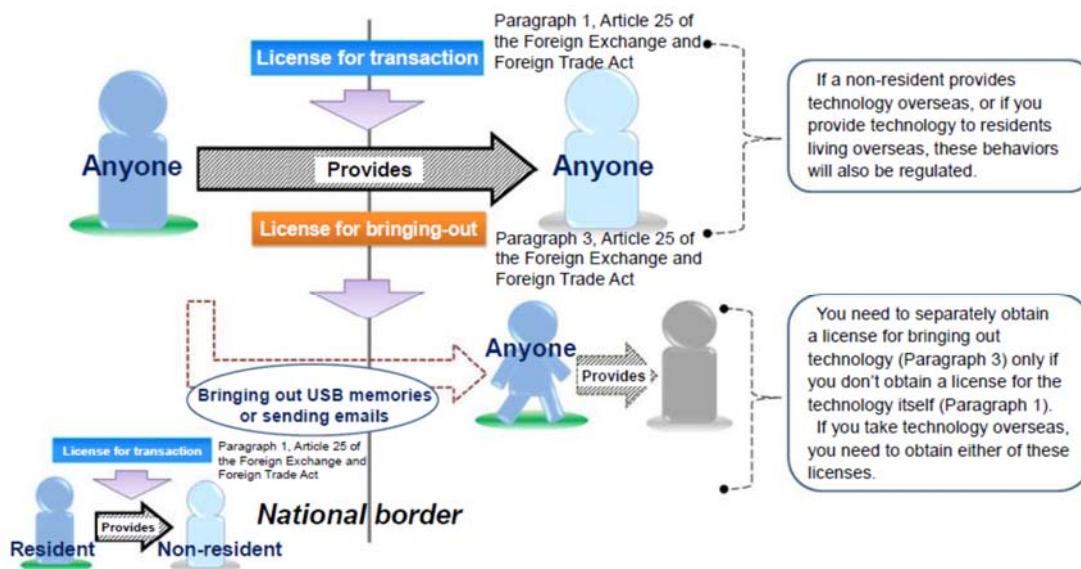 Paragraph 1, Article 25 of
the Foreign Exchange and
Foreign Trade Act
License for transaction
Anyone
Provides
Anyone
If a non-resident provides
technology overseas, or if you
provide technology to residents
living overseas, these behaviors
will also be regulated.
License for bringing-out
Paragraph 3, Article 25 of
the Foreign Exchange and
Foreign Trade Act
Anyone
Provides
Bringing out USB memories
or sending emails
You need to separately obtain
a license for bringing out
technology (Paragraph 3) only if
you don't obtain a license for the
technology itself (Paragraph 1).
If you take technology overseas,
you need to obtain either of these
licenses.
License for transaction
Paragraph 1, Article 25 of
the Foreign Exchange and
Foreign Trade Act
Resident
Provides
Non-resident
National border